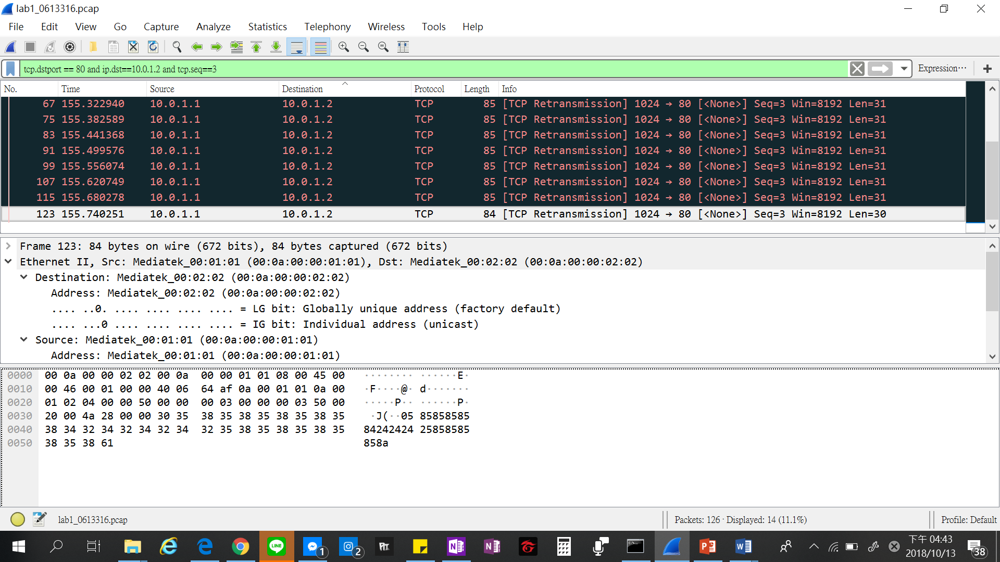 lab1_0613316.pcap
File Edit View Go Capture Analyze Statistics Telephony Wireless Tools Help
tcp.dstport == 80 and ip.dst==10.0.1.2 and tcp.seq==3
Expression…
No. Time Source Destination Protocol Length Info
67 155.322940 10.0.1.1 10.0.1.2 TCP 85 [TCP Retransmission] 1024 → 80 [<None>] Seq=3 Win=8192 Len=31
75 155.382589 10.0.1.1 10.0.1.2 TCP 85 [TCP Retransmission] 1024 → 80 [<None>] Seq=3 Win=8192 Len=31
83 155.441368 10.0.1.1 10.0.1.2 TCP 85 [TCP Retransmission] 1024 → 80 [<None>] Seq=3 Win=8192 Len=31
91 155.499576 10.0.1.1 10.0.1.2 TCP 85 [TCP Retransmission] 1024 → 80 [<None>] Seq=3 Win=8192 Len=31
99 155.556074 10.0.1.1 10.0.1.2 TCP 85 [TCP Retransmission] 1024 → 80 [<None>] Seq=3 Win=8192 Len=31
107 155.620749 10.0.1.1 10.0.1.2 TCP 85 [TCP Retransmission] 1024 → 80 [<None>] Seq=3 Win=8192 Len=31
115 155.680278 10.0.1.1 10.0.1.2 TCP 85 [TCP Retransmission] 1024 → 80 [<None>] Seq=3 Win=8192 Len=31
123 155.740251 10.0.1.1 10.0.1.2 TCP 84 [TCP Retransmission] 1024 → 80 [<None>] Seq=3 Win=8192 Len=30
Frame 123: 84 bytes on wire (672 bits), 84 bytes captured (672 bits)
Ethernet II, Src: Mediatek_00:01:01 (00:0a:00:00:01:01), Dst: Mediatek_00:02:02 (00:0a:00:00:02:02)
Destination: Mediatek_00:02:02 (00:0a:00:00:02:02)
Address: Mediatek_00:02:02 (00:0a:00:00:02:02)
.... ..0. .... .... .... .... = LG bit: Globally unique address (factory default)
.... ...0 .... .... .... .... = IG bit: Individual address (unicast)
Source: Mediatek_00:01:01 (00:0a:00:00:01:01)
Address: Mediatek_00:01:01 (00:0a:00:00:01:01)
0000 00 0a 00 00 02 02 00 0a 00 00 01 01 08 00 45 00 ········ ······E·
0010 00 46 00 01 00 00 40 06 64 af 0a 00 01 01 0a 00 ·F····@· d·······
0020 01 02 04 00 00 50 00 00 00 03 00 00 00 03 50 00 ·····P·· ······P·
0030 20 00 4a 28 00 00 30 35 38 35 38 35 38 35 38 35 ·J(··05 85858585
0040 38 34 32 34 32 34 32 34 32 35 38 35 38 35 38 35 84242424 25858585
0050 38 35 38 61 858a
lab1_0613316.pcap
Packets: 126 · Displayed: 14 (11.1%)
Profile: Default
LINE
1
2
下午 04:43
2018/10/13
38